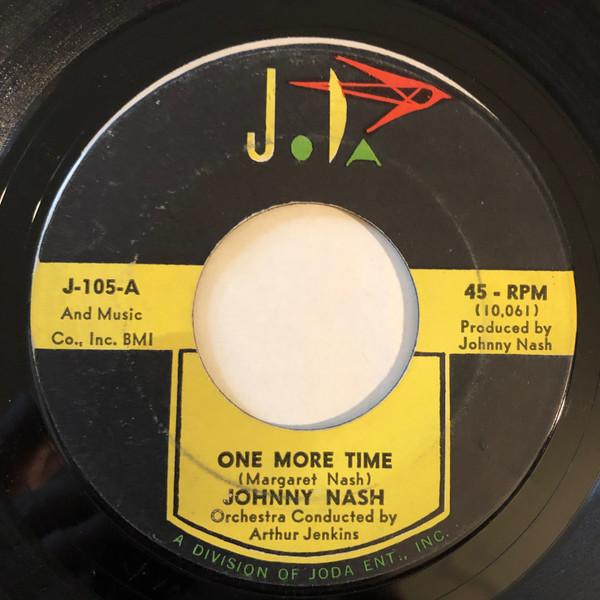 JoDa
J-105-A
And Music
Co., Inc. BMI
45 - RPM
(10,061)
Produced by
Johnny Nash
ONE MORE TIME
(Margaret Nash)
JOHNNY NASH
Orchestra Conducted by
Arthur Jenkins
A DIVISION OF JODA ENT., INC.